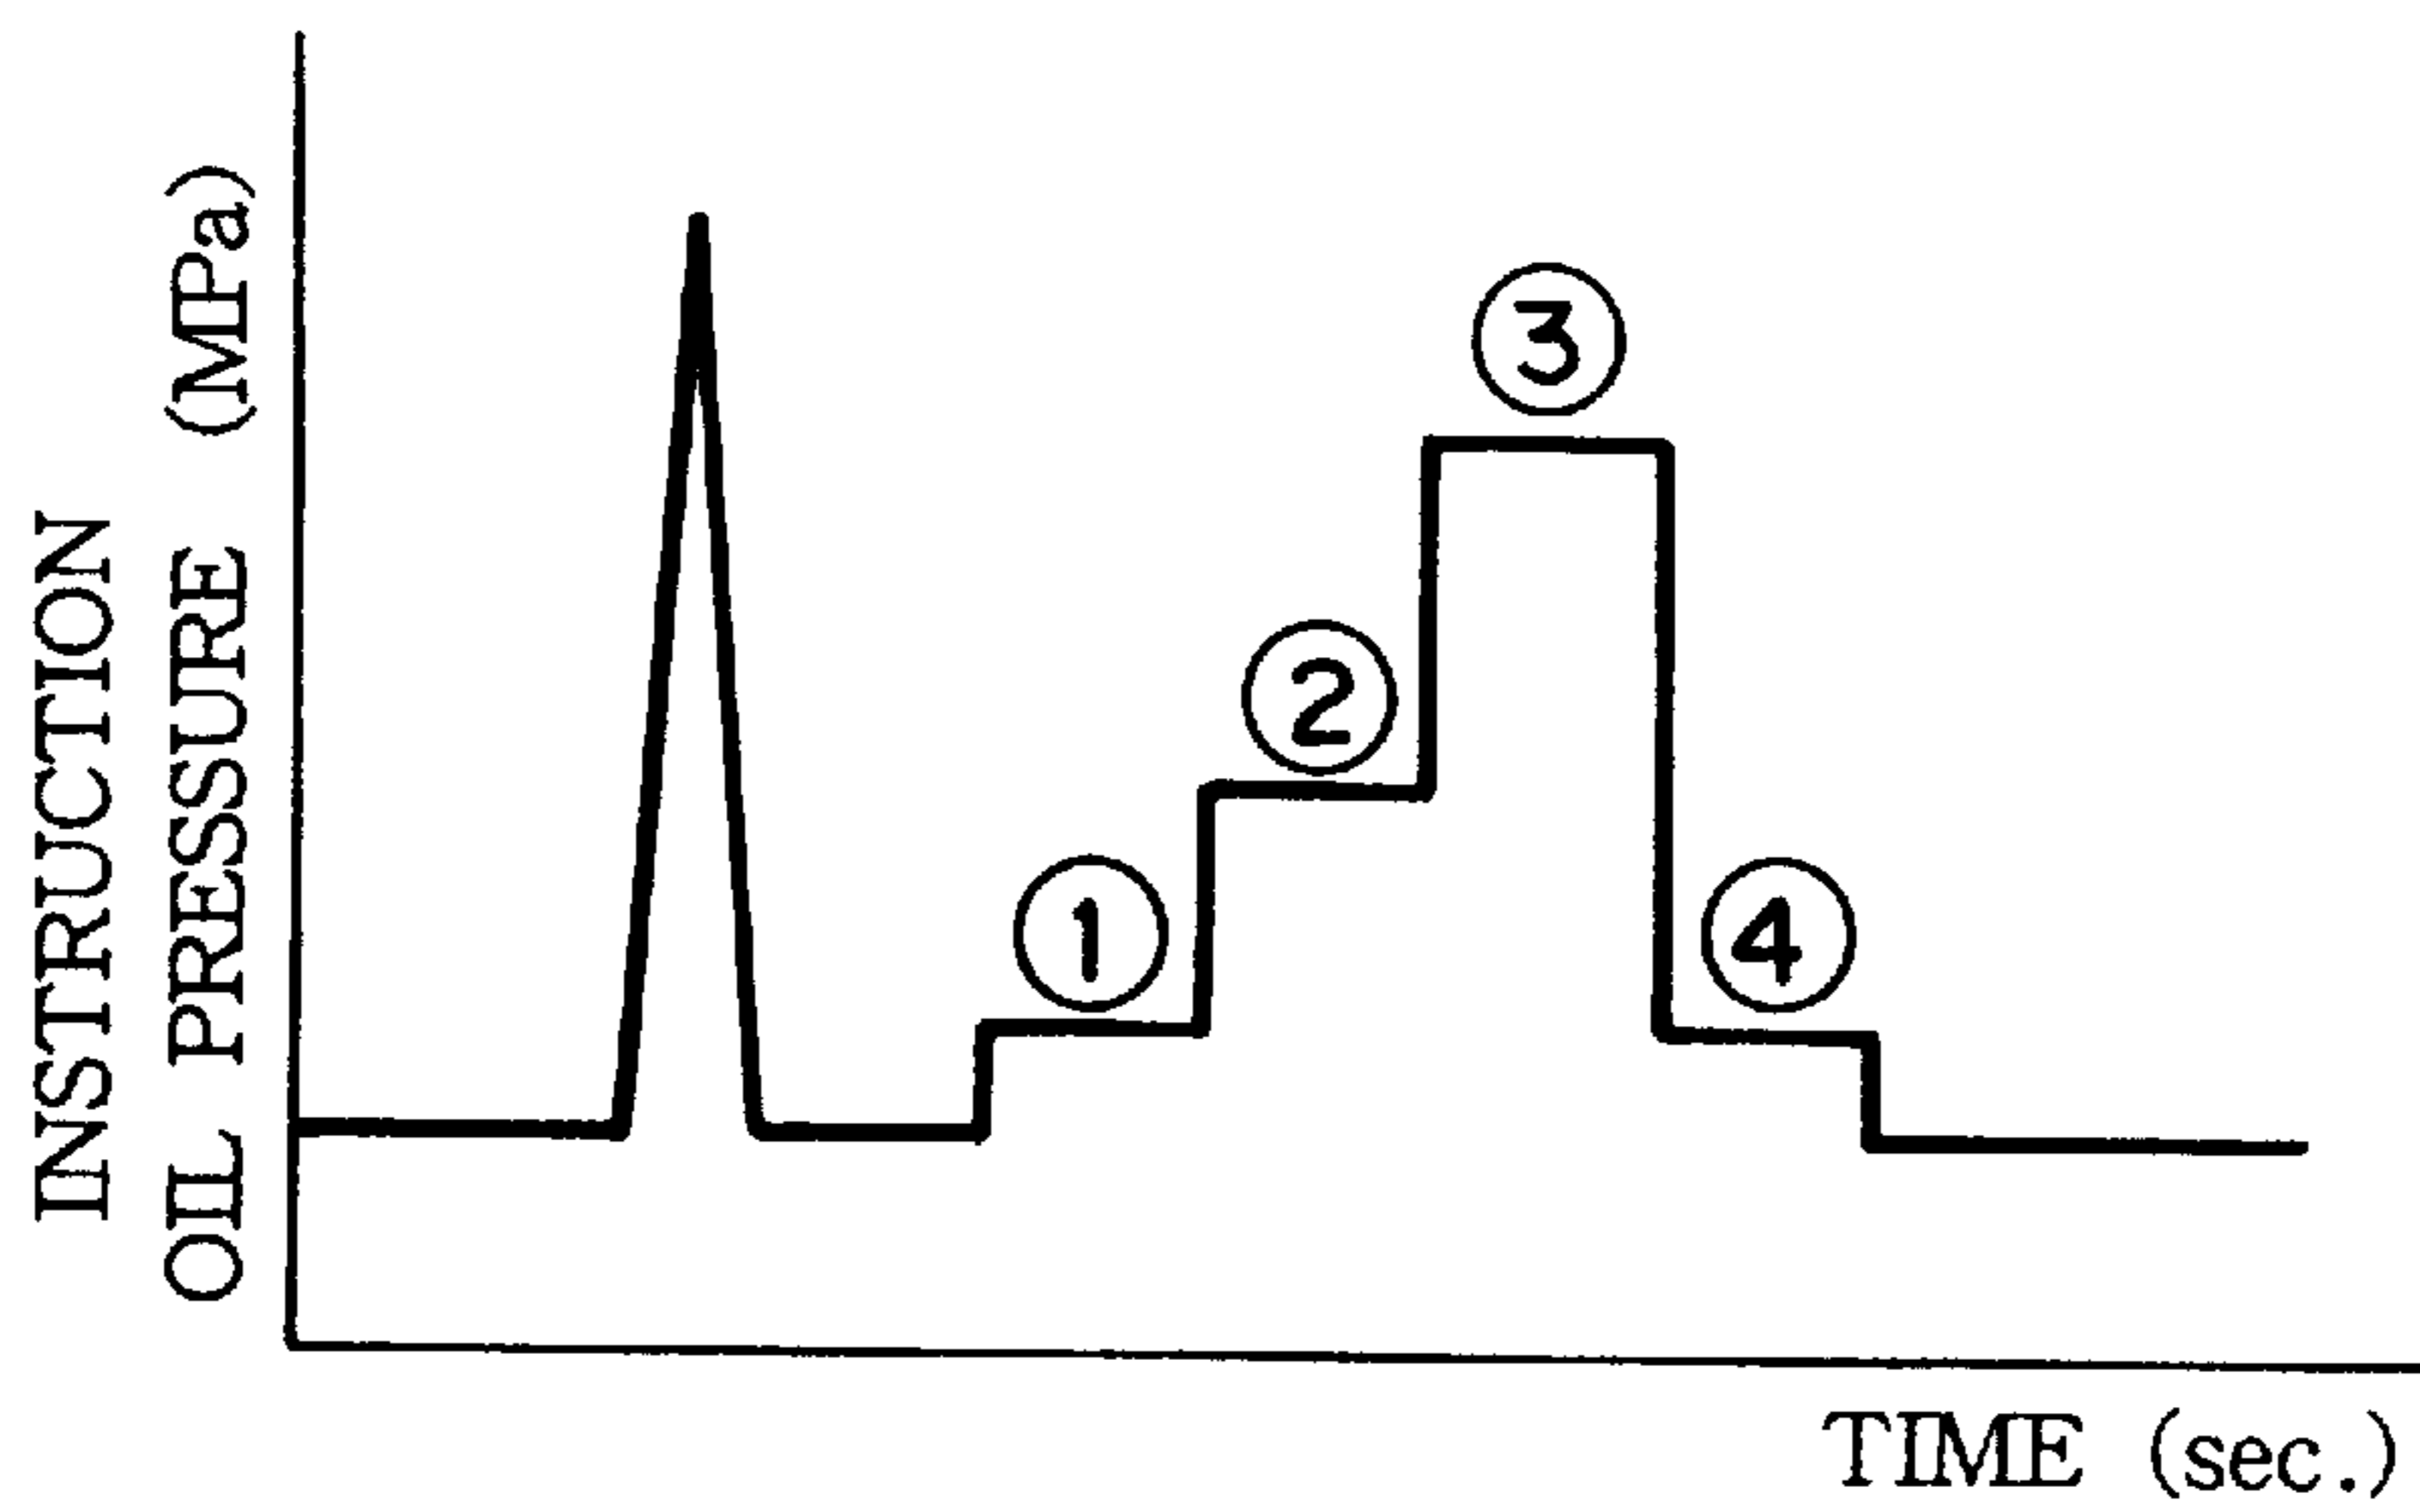 INSTRUCTION
OIL PRESSURE (MPa)
③
②
①
④
TIME (sec.)